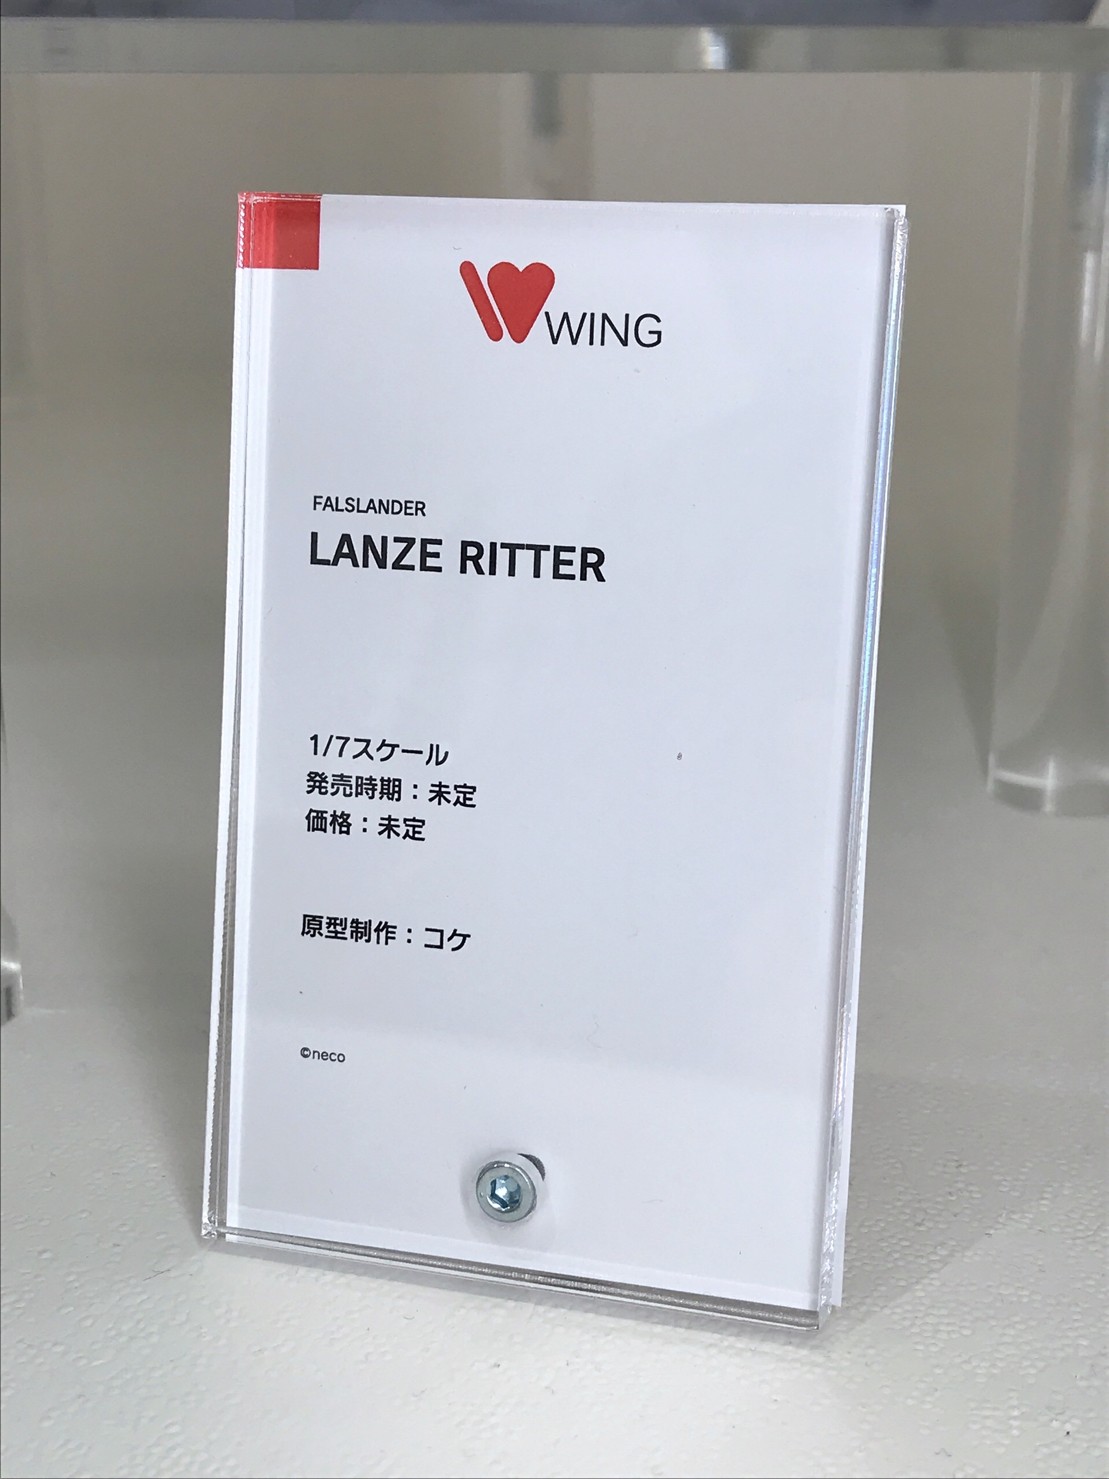 WING
FALSLANDER
LANZE RITTER
1/7スケール
発売時期：未定
価格：未定
原型制作：コケ
©neco